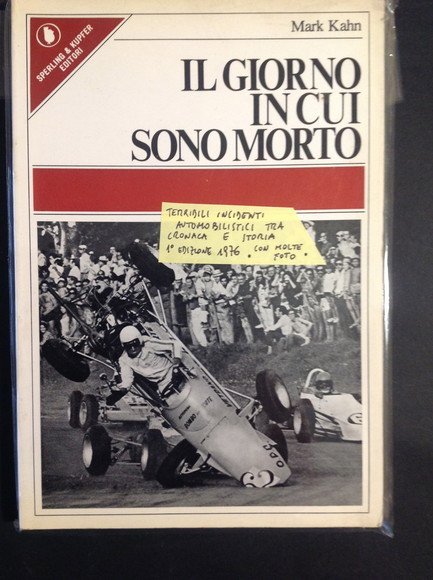 Mark Kahn
SPERLING & KUPFER
EDITORI
IL GIORNO
IN CUI
SONO MORTO
TERRIBILI INCIDENTI
AUTOMOBILISTICI TRA
CRONACA E STORIA
1° EDIZIONE 1976 • CON MOLTE
FOTO •